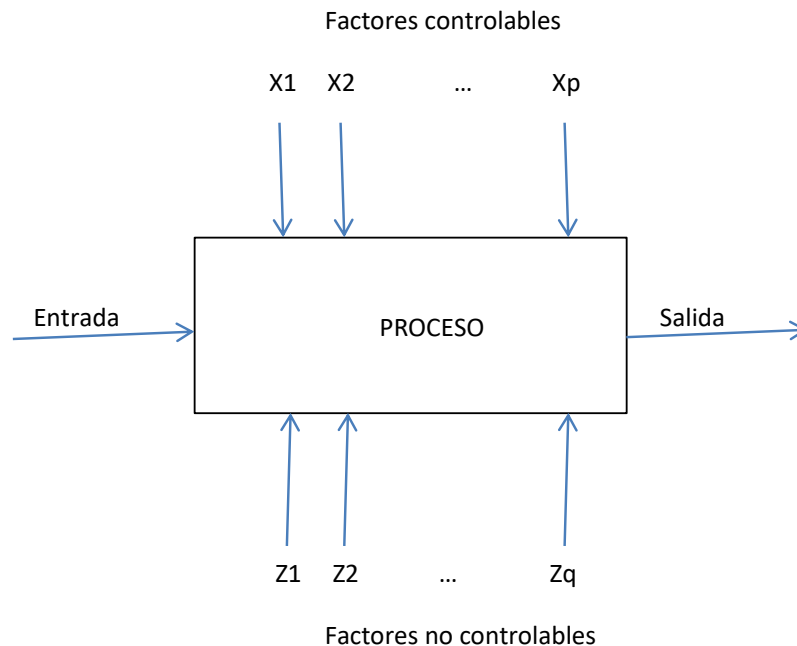 Factores controlables
X1 X2 ... Xp
Entrada PROCESO Salida
Z1 Z2 ... Zq
Factores no controlables